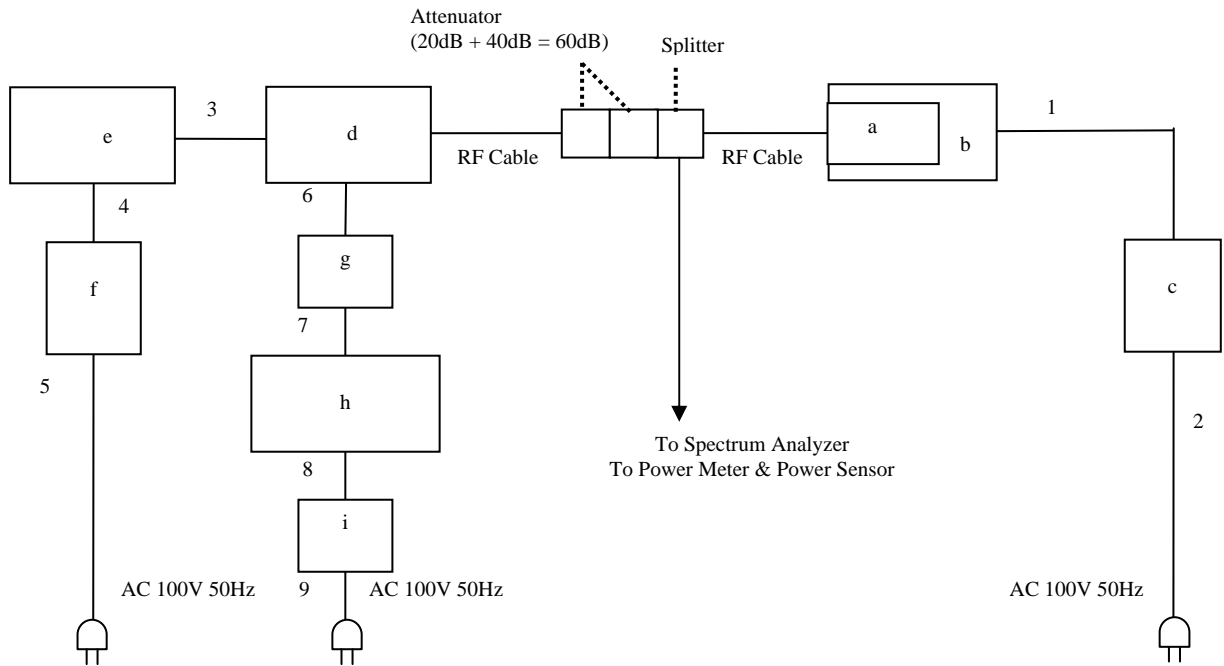 Attenuator
(20dB + 40dB = 60dB)
Splitter
3
1
e
d
a
b
RF Cable
RF Cable
4
6
g
f
c
7
5
h
2
To Spectrum Analyzer
To Power Meter & Power Sensor
8
i
AC 100V 50Hz
9
AC 100V 50Hz
AC 100V 50Hz